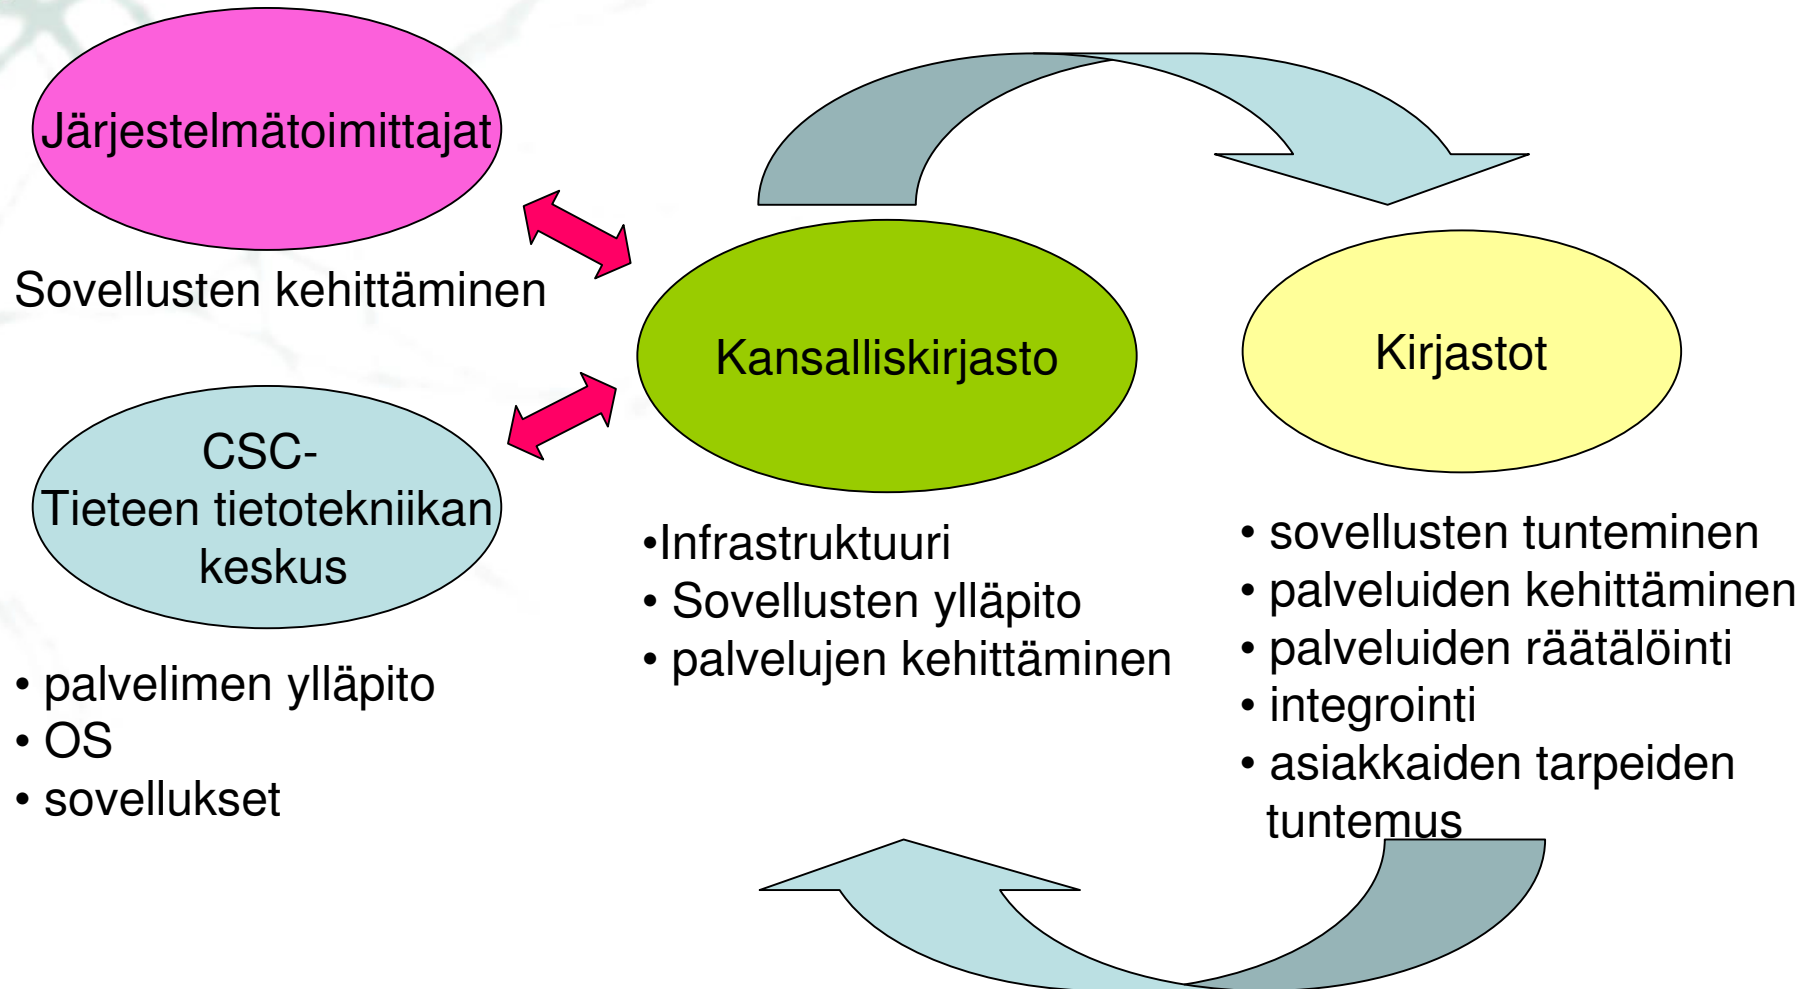 Järjestelmätoimittajat
Sovellusten kehittäminen
CSC-
Tieteen tietotekniikan
keskus
• palvelimen ylläpito
• OS
• sovellukset
Kansalliskirjasto
•Infrastruktuuri
• Sovellusten ylläpito
• palvelujen kehittäminen
Kirjastot
• sovellusten tunteminen
• palveluiden kehittäminen
• palveluiden räätälöinti
• integrointi
• asiakkaiden tarpeiden
tuntemus